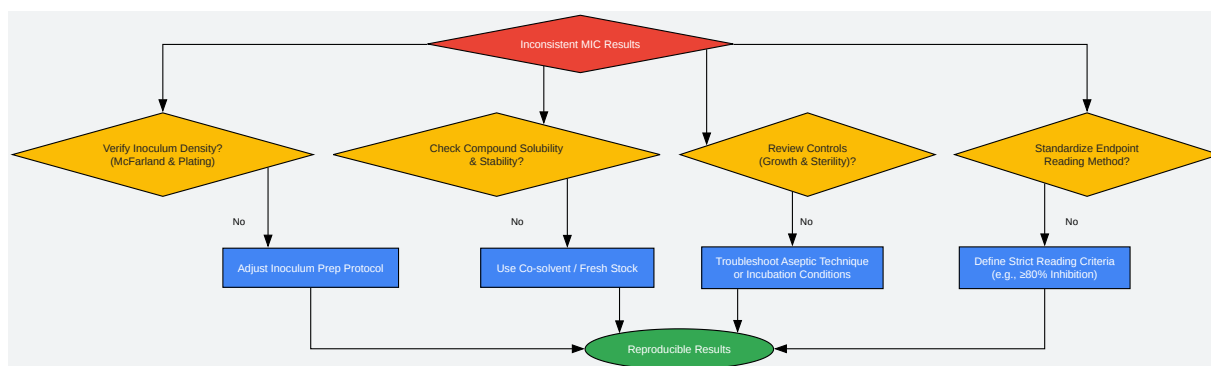 Inconsistent MIC Results
Verify Inoculum Density?
(McFarland & Plating)
Check Compound Solubility
& Stability?
Review Controls
(Growth & Sterility)?
Standardize Endpoint
Reading Method?
No
No
No
No
Adjust Inoculum Prep Protocol
Use Co-solvent / Fresh Stock
Troubleshoot Aseptic Technique
or Incubation Conditions
Define Strict Reading Criteria
(e.g., ≥80% Inhibition)
Reproducible Results